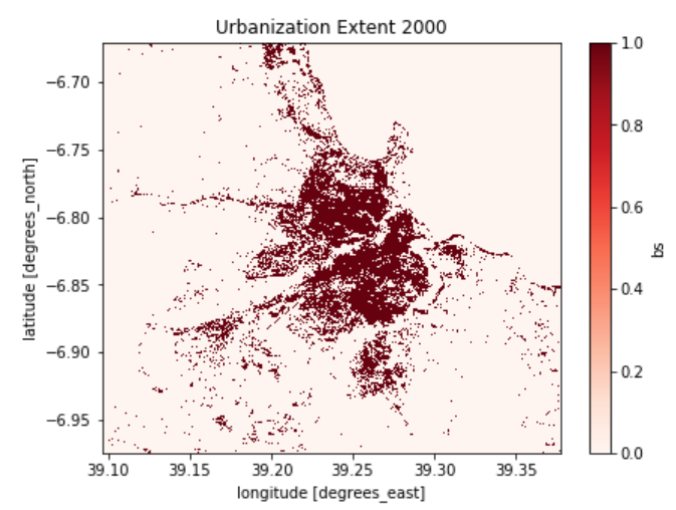 Urbanization Extent 2000
−6.70
−6.75
−6.80
−6.85
−6.90
−6.95
latitude [degrees_north]
39.10 39.15 39.20 39.25 39.30 39.35
longitude [degrees_east]
1.0
0.8
0.6
0.4
0.2
0.0
bs